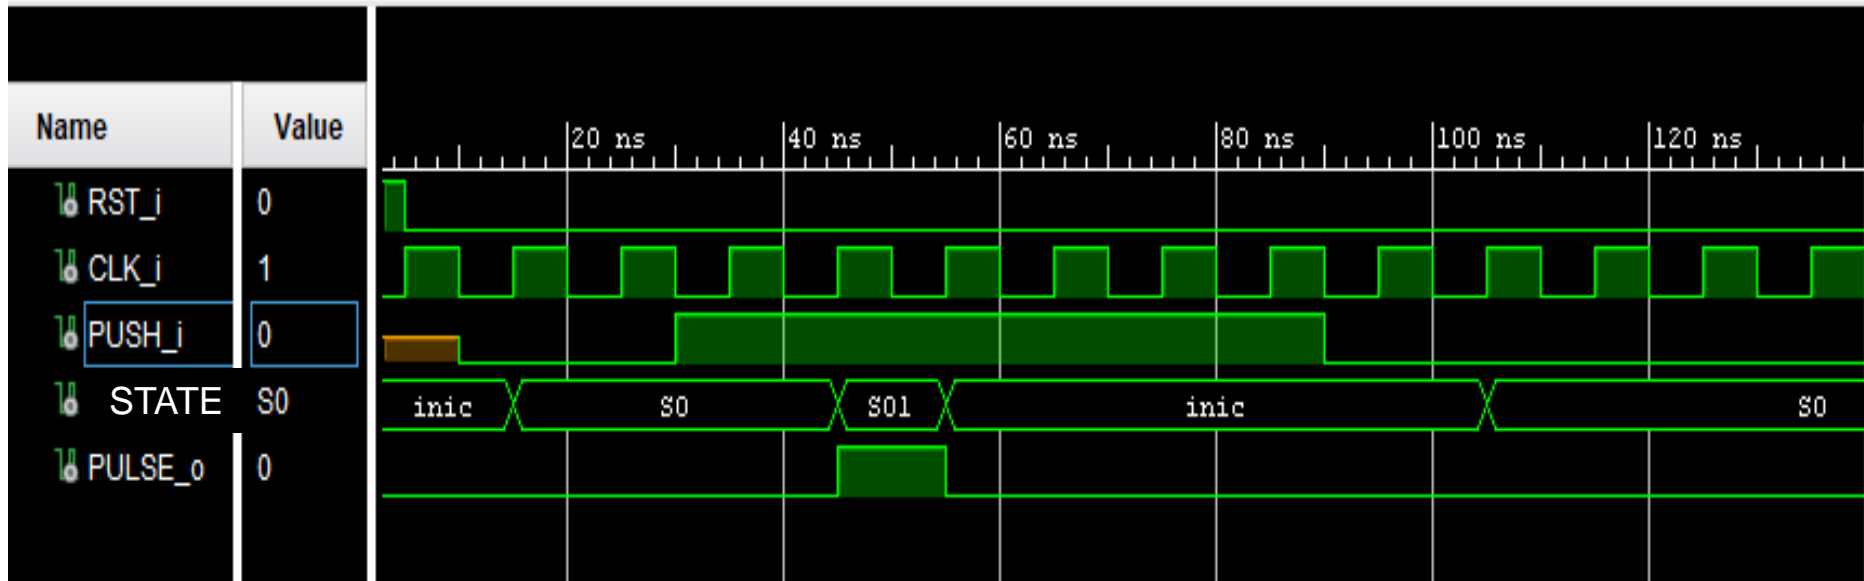 Name Value
20 ns 40 ns 60 ns 80 ns 100 ns 120 ns
RST_i 0
CLK_i 1
PUSH_i 0
STATE S0 inic S0 S01 inic S0
PULSE_o 0